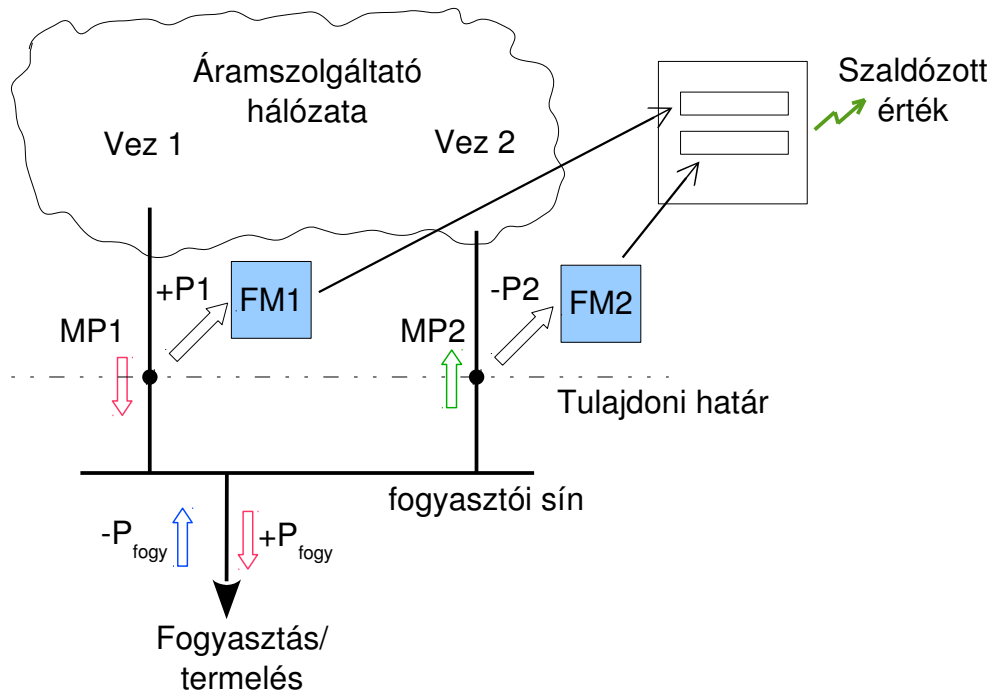 Áramszolgáltató
hálózata
Vez 1
Vez 2
Szaldózott
érték
+P1
FM1
-P2
FM2
MP1
MP2
Tulajdoni határ
fogyasztói sín
-Pfogy
+Pfogy
Fogyasztás/
termelés